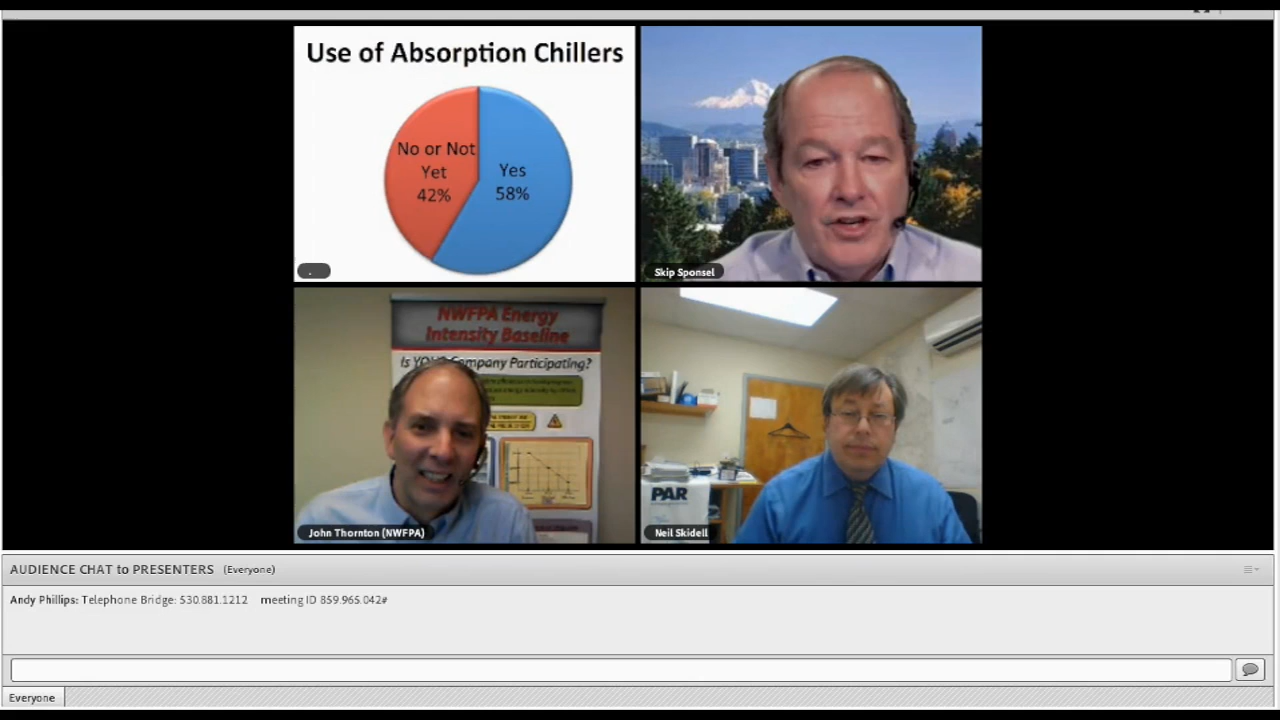 Use of Absorption Chillers
No or Not
Yet
42%
Yes
58%
.
Skip Sponsel
NWFPA Energy
Intensity Baseline
Is YOUR Company Participating?
John Thornton (NWFPA)
PAR
Neil Skidell
AUDIENCE CHAT to PRESENTERS (Everyone)
Andy Phillips: Telephone Bridge: 530.881.1212 meeting ID 859.965.042#
Everyone